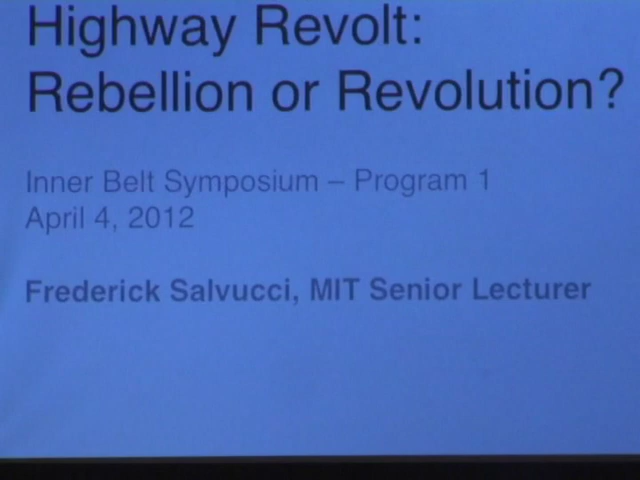 Highway Revolt:
Rebellion or Revolution?
Inner Belt Symposium – Program 1
April 4, 2012
Frederick Salvucci, MIT Senior Lecturer